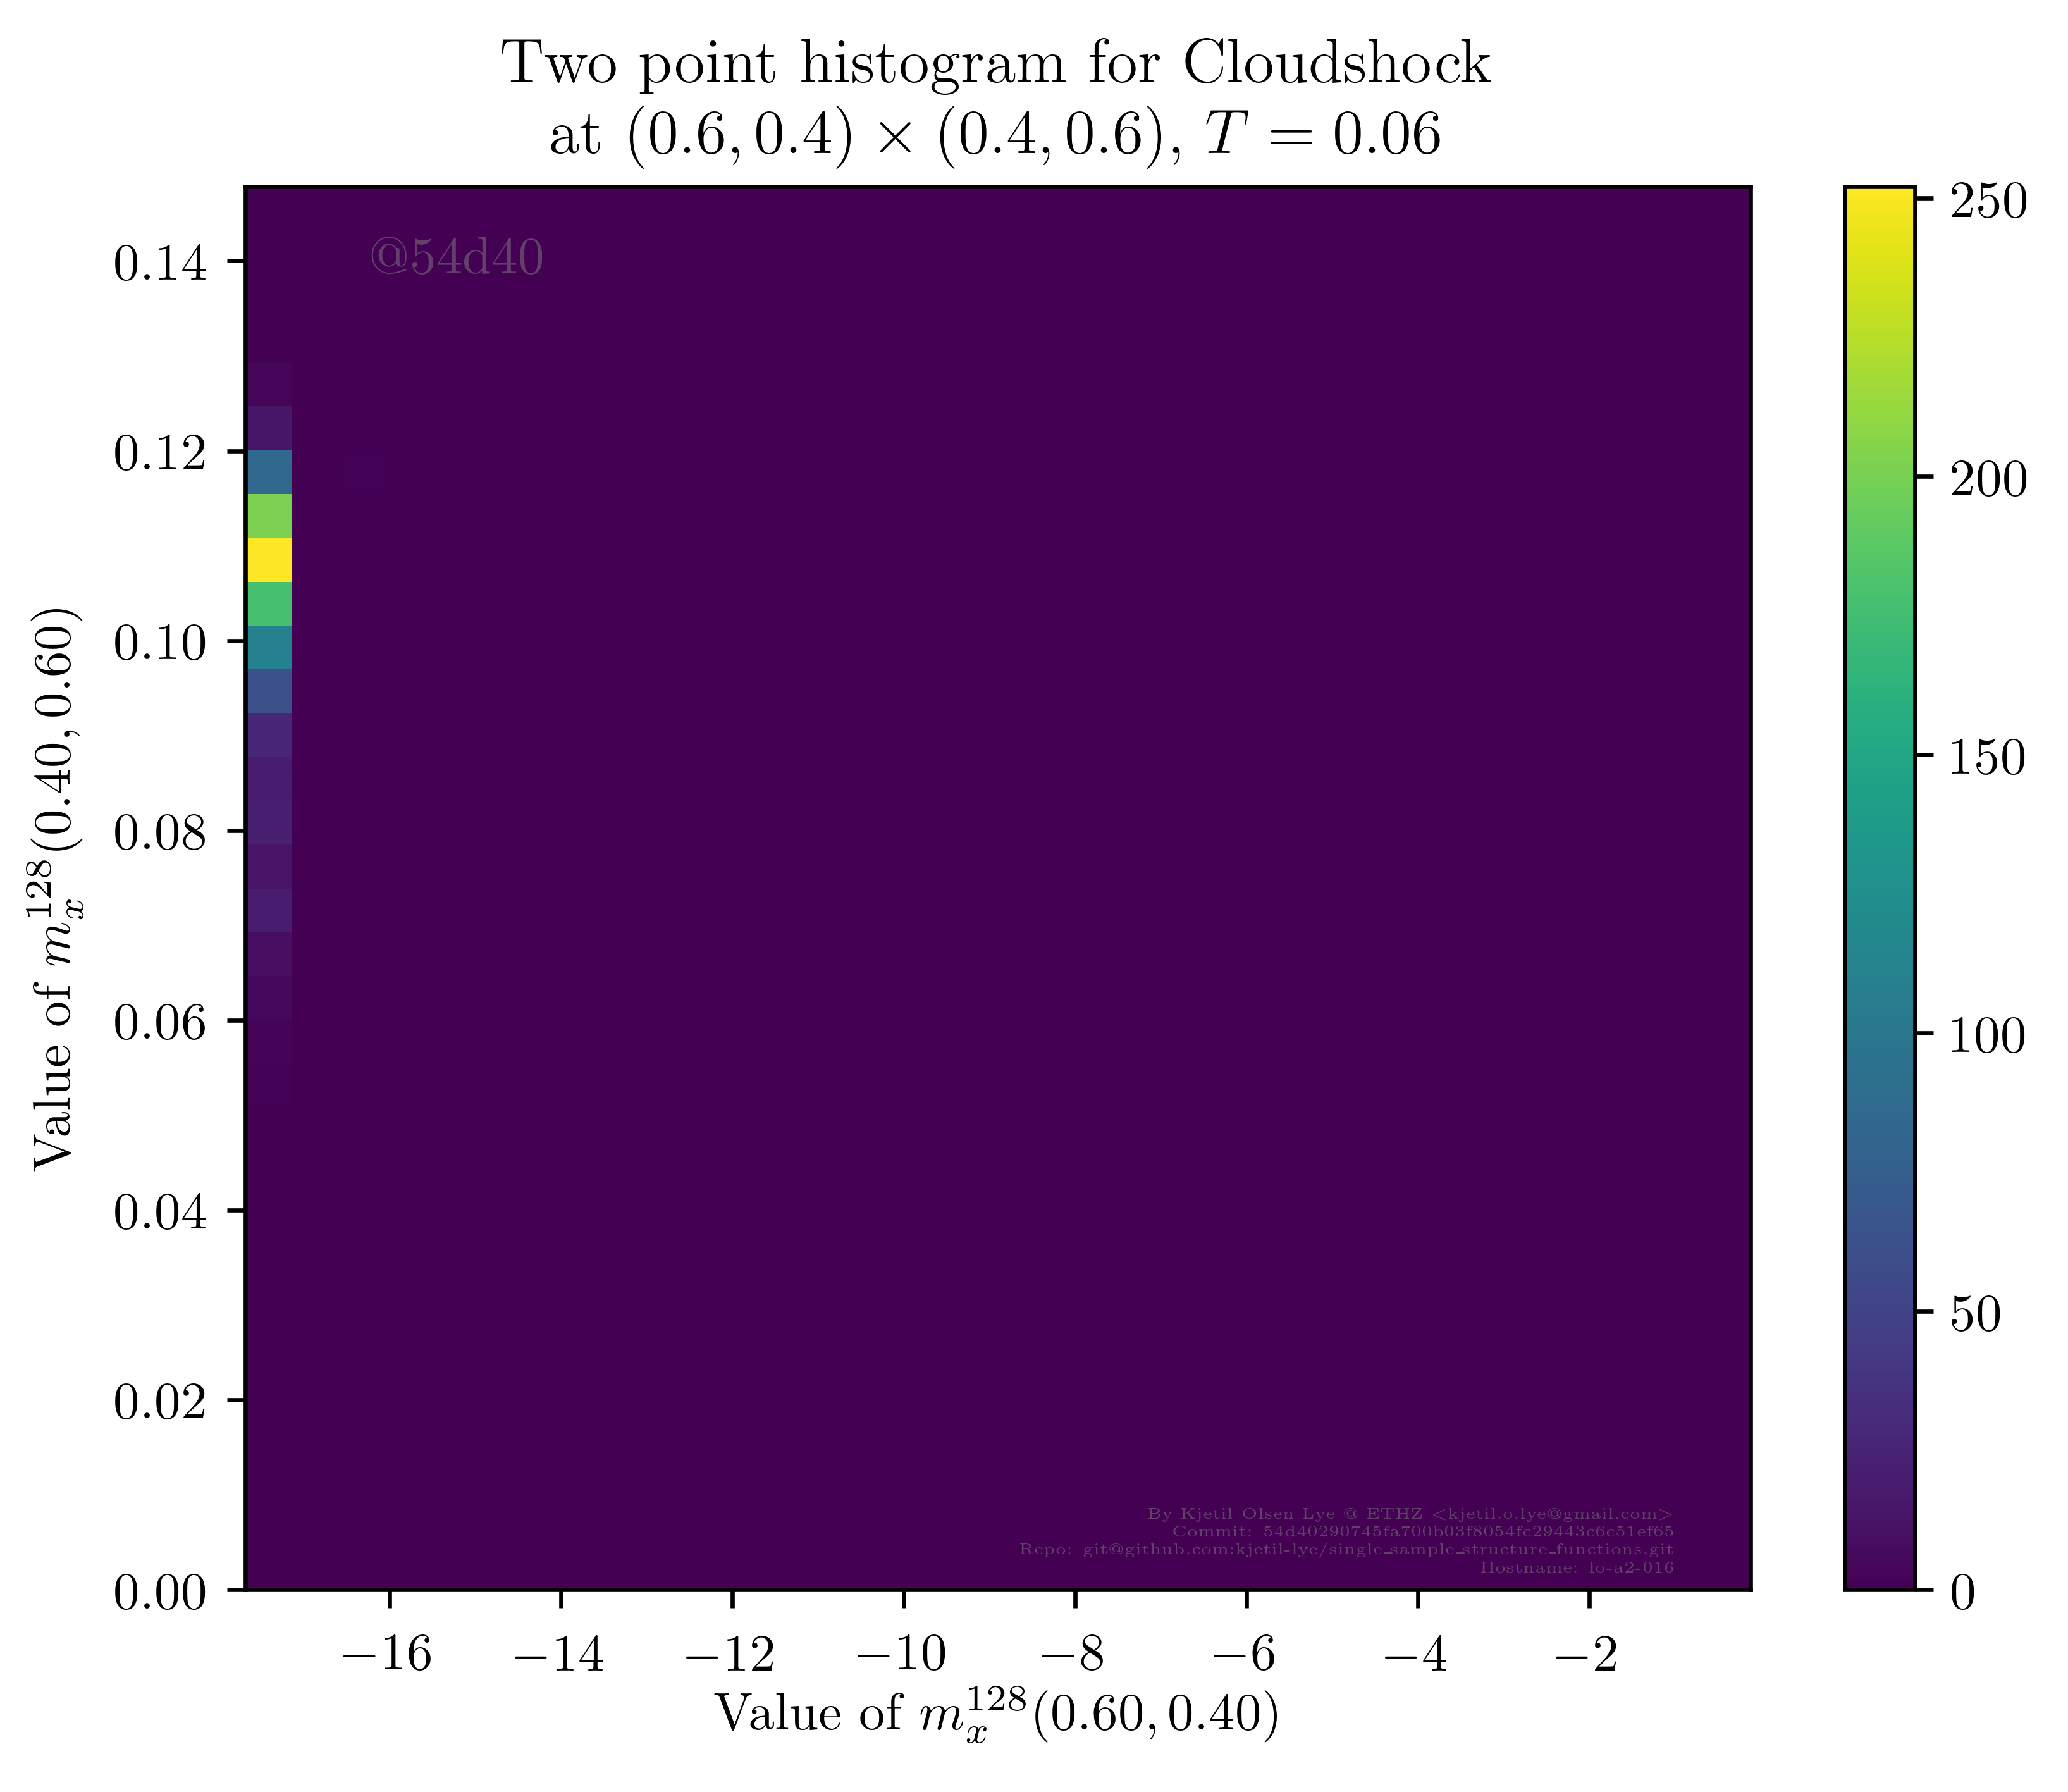 Two point histogram for Cloudshock
at (0.6, 0.4) × (0.4, 0.6), T = 0.06
@54d40
0.14
0.12
0.10
0.08
0.06
0.04
0.02
0.00
Value of m_x^128(0.40, 0.60)
−16 −14 −12 −10 −8 −6 −4 −2
Value of m_x^128(0.60, 0.40)
250
200
150
100
50
0
By Kjetil Olsen Lye @ ETHZ <kjetil.o.lye@gmail.com>
Commit: 54d40290745fa700b03f8054fc29443c6c51ef65
Repo: git@github.com:kjetil-lye/single_sample_structure_functions.git
Hostname: lo-a2-016